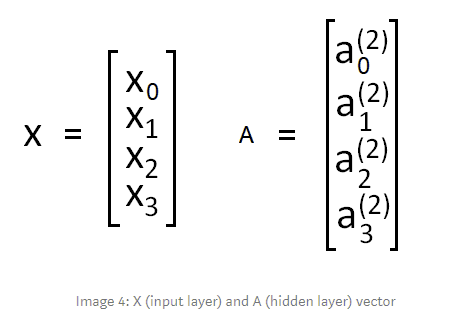 X = [x₀ x₁ x₂ x₃]
A = [a₀⁽²⁾ a₁⁽²⁾ a₂⁽²⁾ a₃⁽²⁾]
Image 4: X (input layer) and A (hidden layer) vector